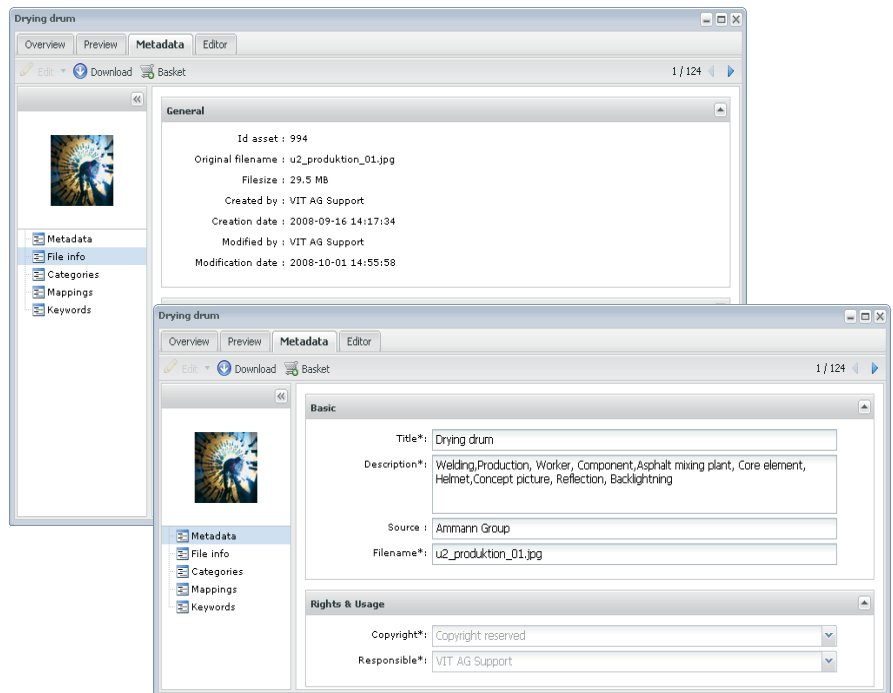 Drying drum
Overview Preview Metadata Editor
Edit Download Basket 1 / 124
General
Id asset : 994
Original filename : u2_produktion_01.jpg
Filesize : 29.5 MB
Created by : VIT AG Support
Creation date : 2008-09-16 14:17:34
Modified by : VIT AG Support
Modification date : 2008-10-01 14:55:58
Metadata
File info
Categories
Mappings
Keywords
Drying drum
Overview Preview Metadata Editor
Edit Download Basket 1 / 124
Basic
Title*: Drying drum
Description*: Welding,Production, Worker, Component,Asphalt mixing plant, Core element,
Helmet,Concept picture, Reflection, Backlightning
Source : Ammann Group
Filename*: u2_produktion_01.jpg
Metadata
File info
Categories
Mappings
Keywords
Rights & Usage
Copyright*: Copyright reserved
Responsible*: VIT AG Support